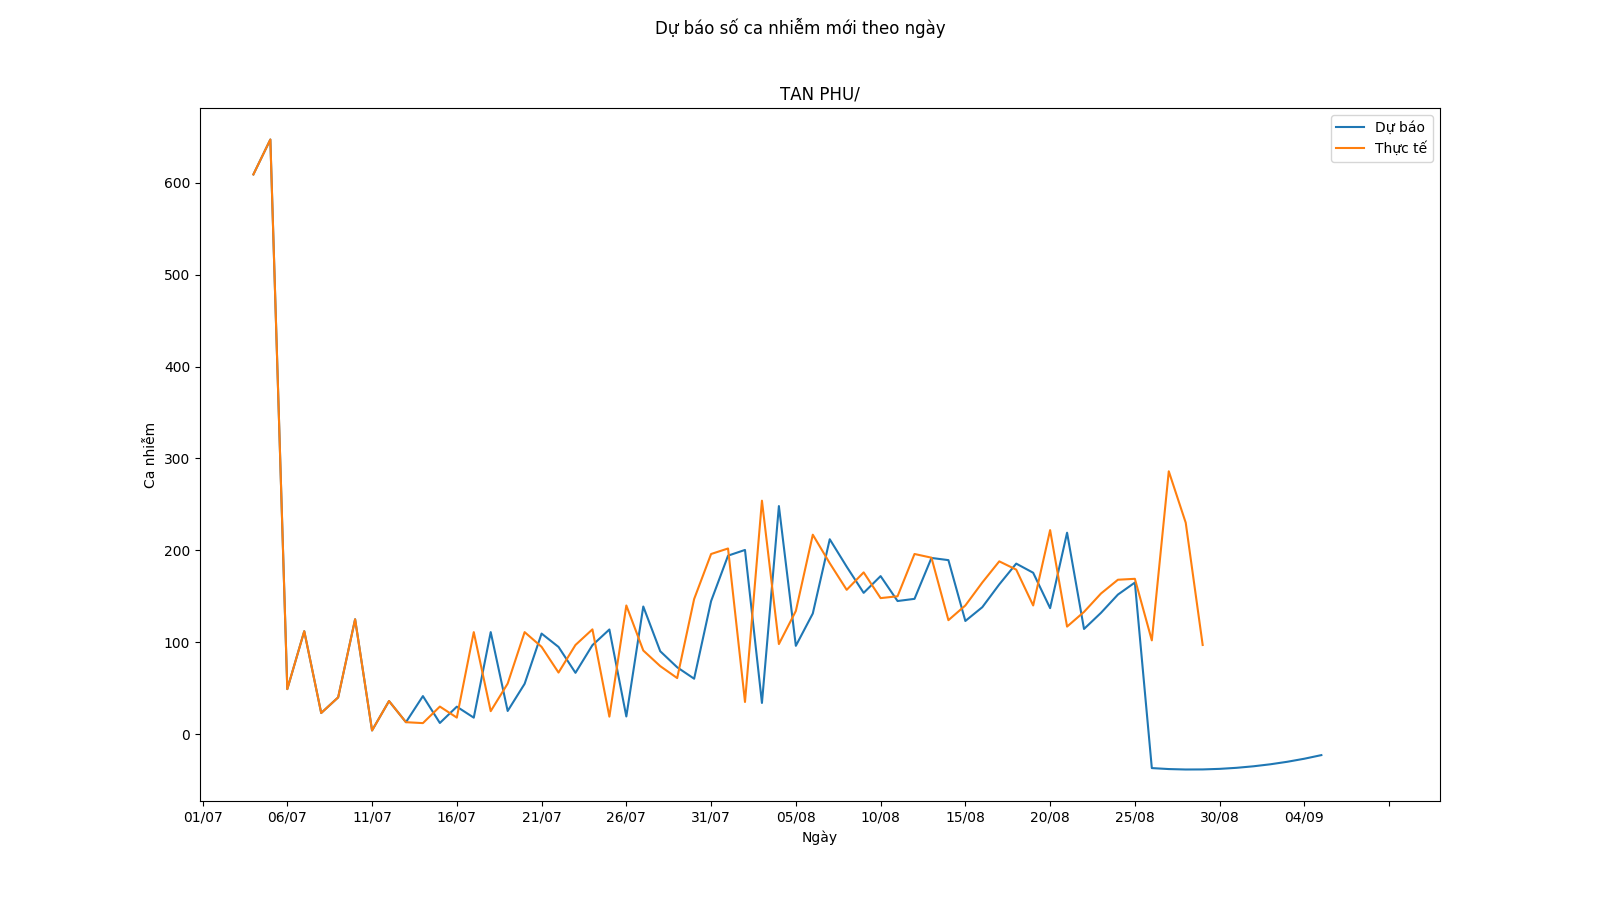 Dự báo số ca nhiễm mới theo ngày
TAN PHU/
Dự báo
Thực tế
600
500
400
300
200
100
0
Ca nhiễm
01/07 06/07 11/07 16/07 21/07 26/07 31/07 05/08 10/08 15/08 20/08 25/08 30/08 04/09
Ngày